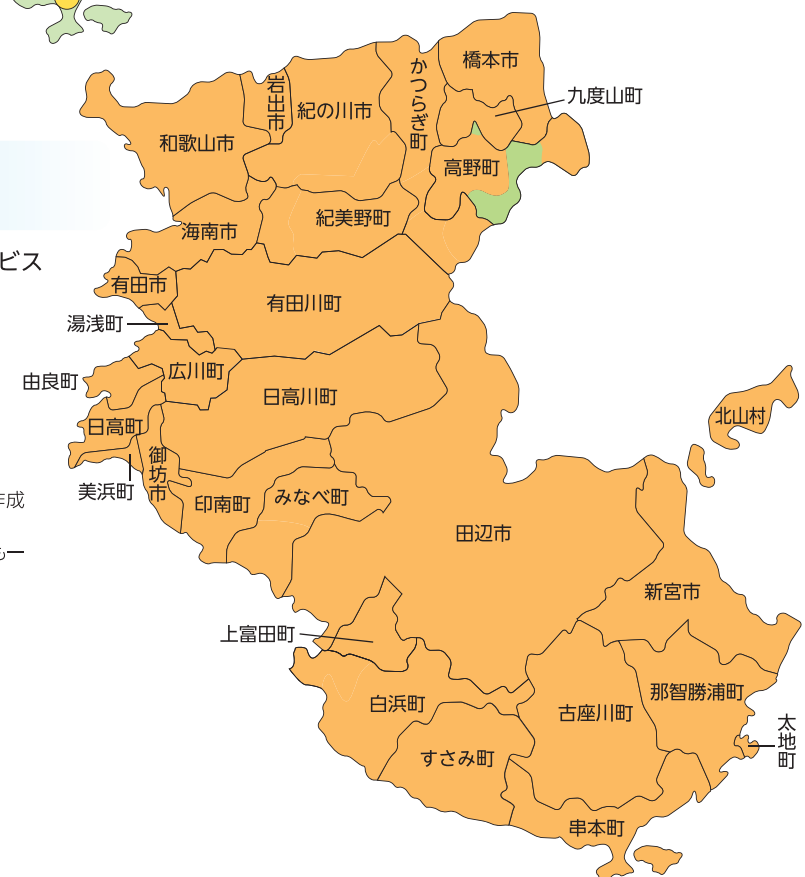 橋本市
かつらぎ町
九度山町
岩出市
紀の川市
和歌山市
高野町
紀美野町
海南市
ビス
有田市
有田川町
湯浅町
広川町
由良町
日高川町
北山村
日高町
御坊市
美浜町
作成
印南町
みなべ町
田辺市
新宮市
上富田町
那智勝浦町
白浜町
古座川町
太地町
すさみ町
串本町